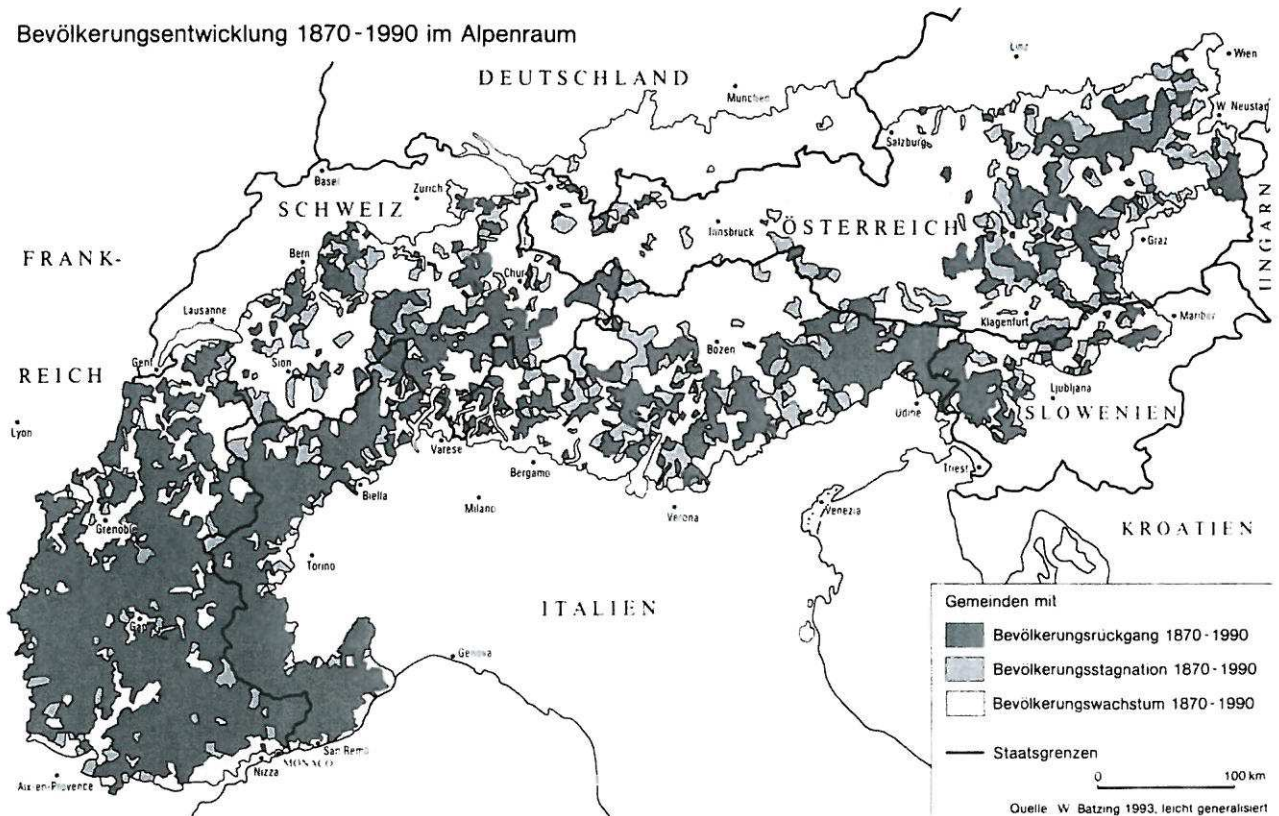 Bevölkerungsentwicklung 1870-1990 im Alpenraum
DEUTSCHLAND
Linz
Wien
München
W. Neustad
Salzburg
Basel
Zürich
SCHWEIZ
Innsbruck
ÖSTERREICH
Graz
UNGARN
FRANK-
Bern
Chur
Lausanne
Klagenfurt
Maribor
Genf
Sion
Bozen
REICH
Ljubljana
Udine
SLOWENIEN
Lyon
Varese
Bergamo
Triest
Biella
Milano
Verona
Venezia
Grenoble
KROATIEN
Torino
ITALIEN
Gap
Genova
San Remo
MONACO
Nizza
Aix-en-Provence
Gemeinden mit
Bevölkerungsrückgang 1870-1990
Bevölkerungsstagnation 1870-1990
Bevölkerungswachstum 1870-1990
Staatsgrenzen
0 100 km
Quelle W. Bätzing 1993, leicht generalisiert